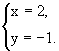 x = 2,
y = −1.